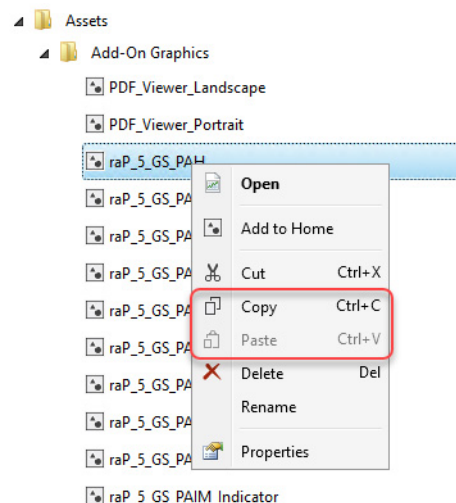 Assets
Add-On Graphics
PDF_Viewer_Landscape
PDF_Viewer_Portrait
raP_5_GS_PAH
Open
raP_5_GS_PA
Add to Home
raP_5_GS_PA
raP_5_GS_PA
Cut Ctrl+X
raP_5_GS_PA
Copy Ctrl+C
raP_5_GS_PA
Paste Ctrl+V
raP_5_GS_PA
Delete Del
raP_5_GS_PA
Rename
raP_5_GS_PA
Properties
raP_5_GS_PAIM_Indicator